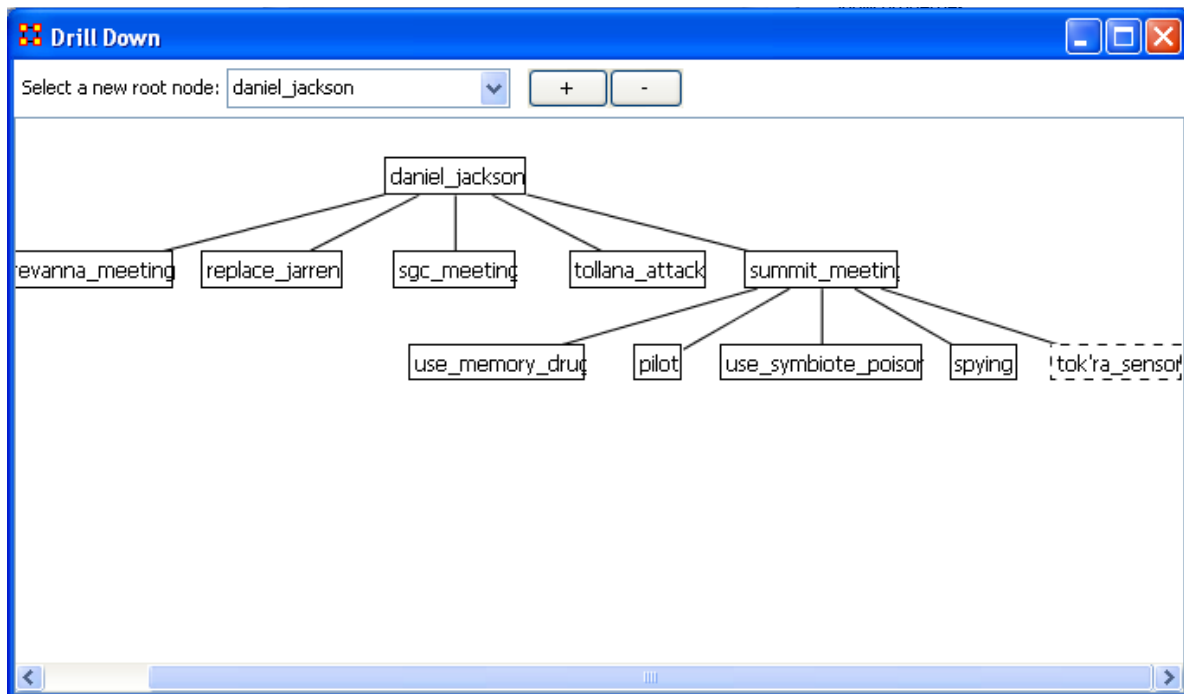 Drill Down
Select a new root node: daniel_jackson + -
daniel_jackson
revanna_meeting replace_jarren sgc_meeting tollana_attack summit_meeting
use_memory_drug pilot use_symbiote_poison spying tok'ra_sensor